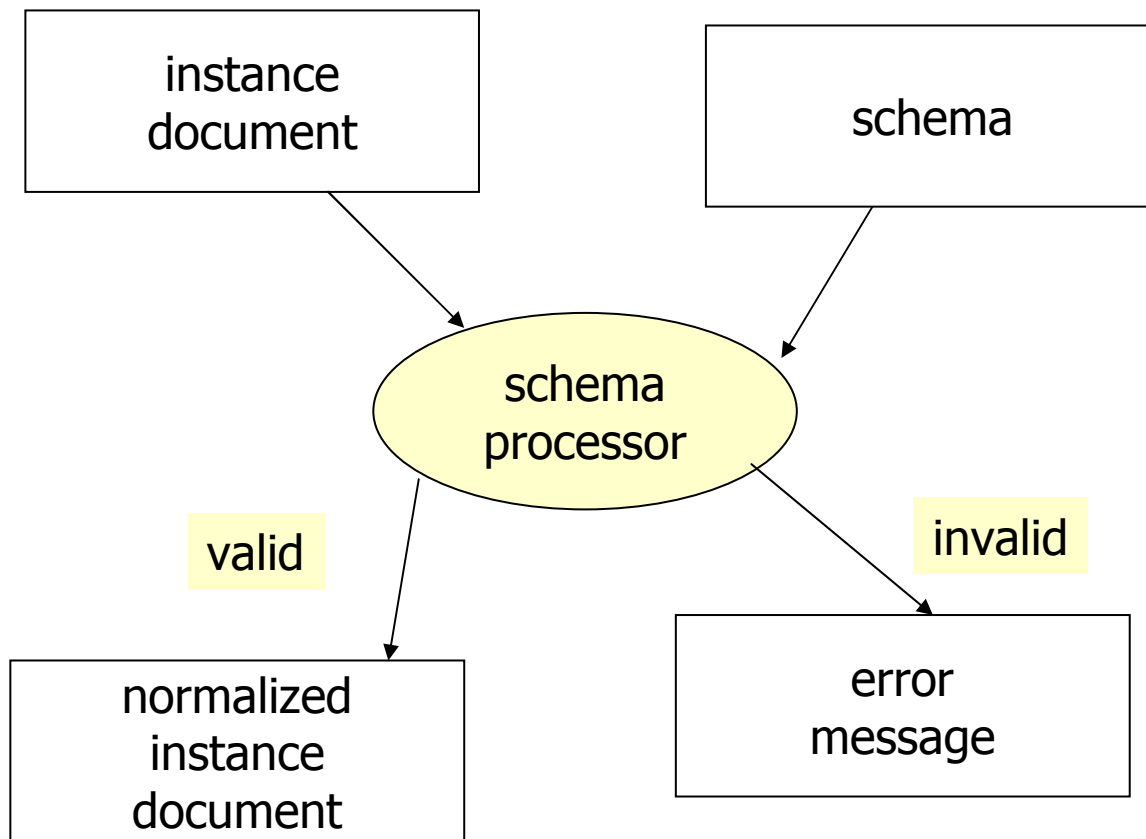 instance
document
schema
schema
processor
valid
invalid
normalized
instance
document
error
message